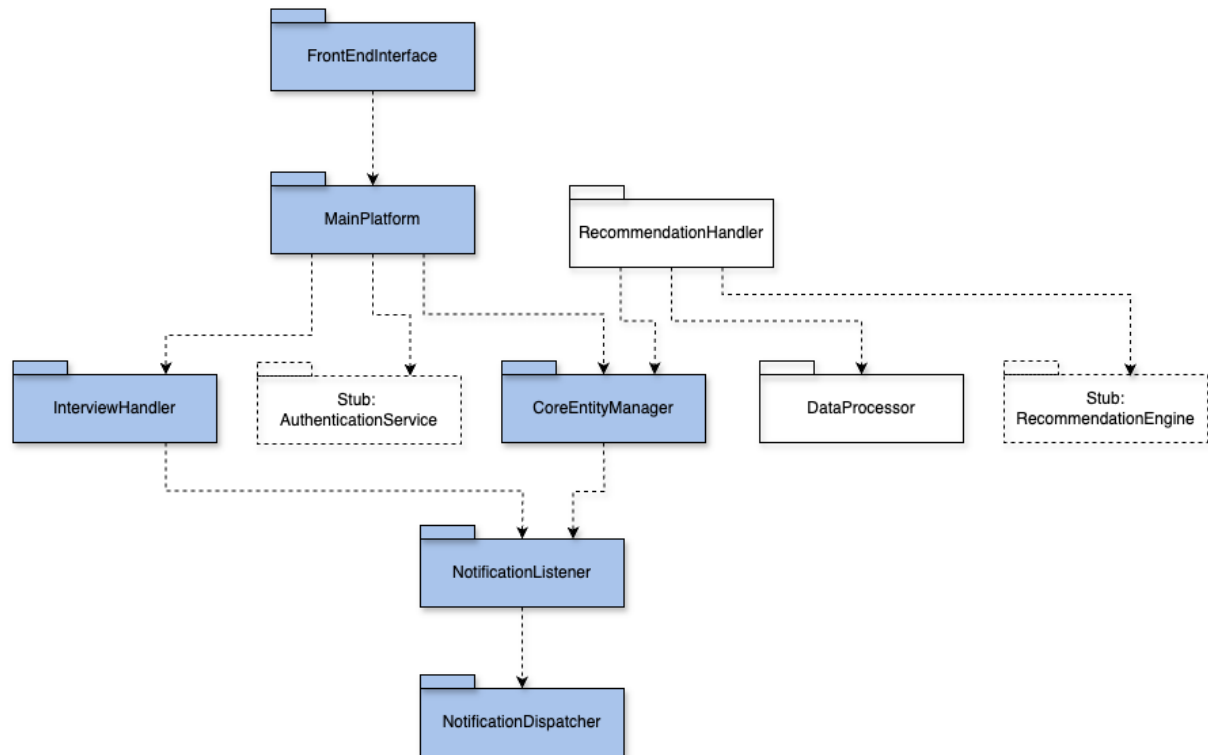 FrontEndInterface
MainPlatform
RecommendationHandler
InterviewHandler
Stub:
AuthenticationService
CoreEntityManager
DataProcessor
Stub:
RecommendationEngine
NotificationListener
NotificationDispatcher